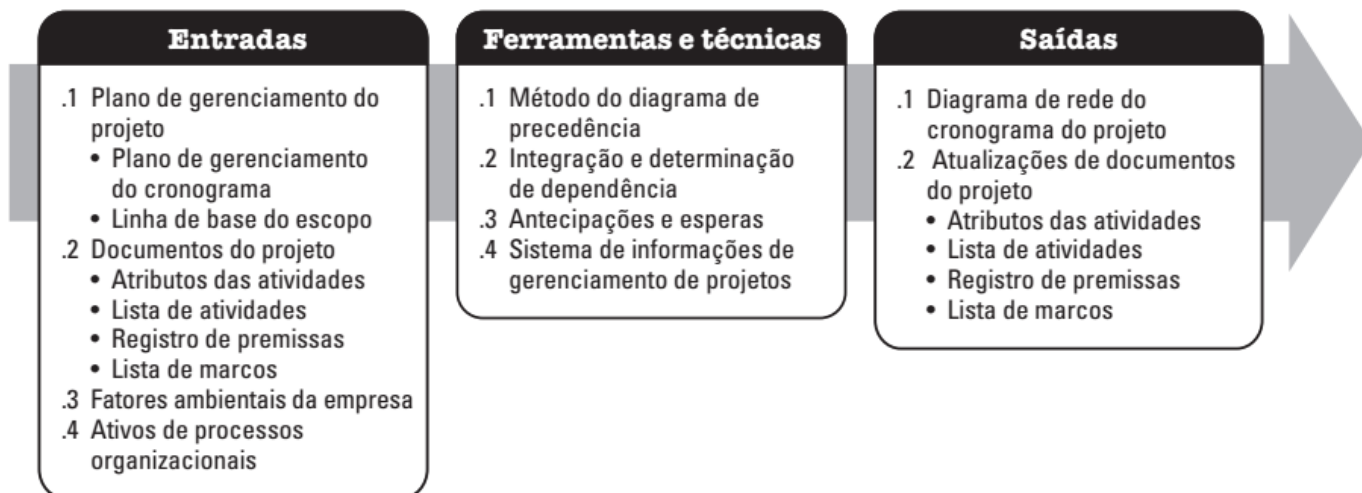 Entradas
.1 Plano de gerenciamento do
projeto
• Plano de gerenciamento
do cronograma
• Linha de base do escopo
.2 Documentos do projeto
• Atributos das atividades
• Lista de atividades
• Registro de premissas
• Lista de marcos
.3 Fatores ambientais da empresa
.4 Ativos de processos
organizacionais
Ferramentas e técnicas
.1 Método do diagrama de
precedência
.2 Integração e determinação
de dependência
.3 Antecipações e esperas
.4 Sistema de informações de
gerenciamento de projetos
Saídas
.1 Diagrama de rede do
cronograma do projeto
.2 Atualizações de documentos
do projeto
• Atributos das atividades
• Lista de atividades
• Registro de premissas
• Lista de marcos